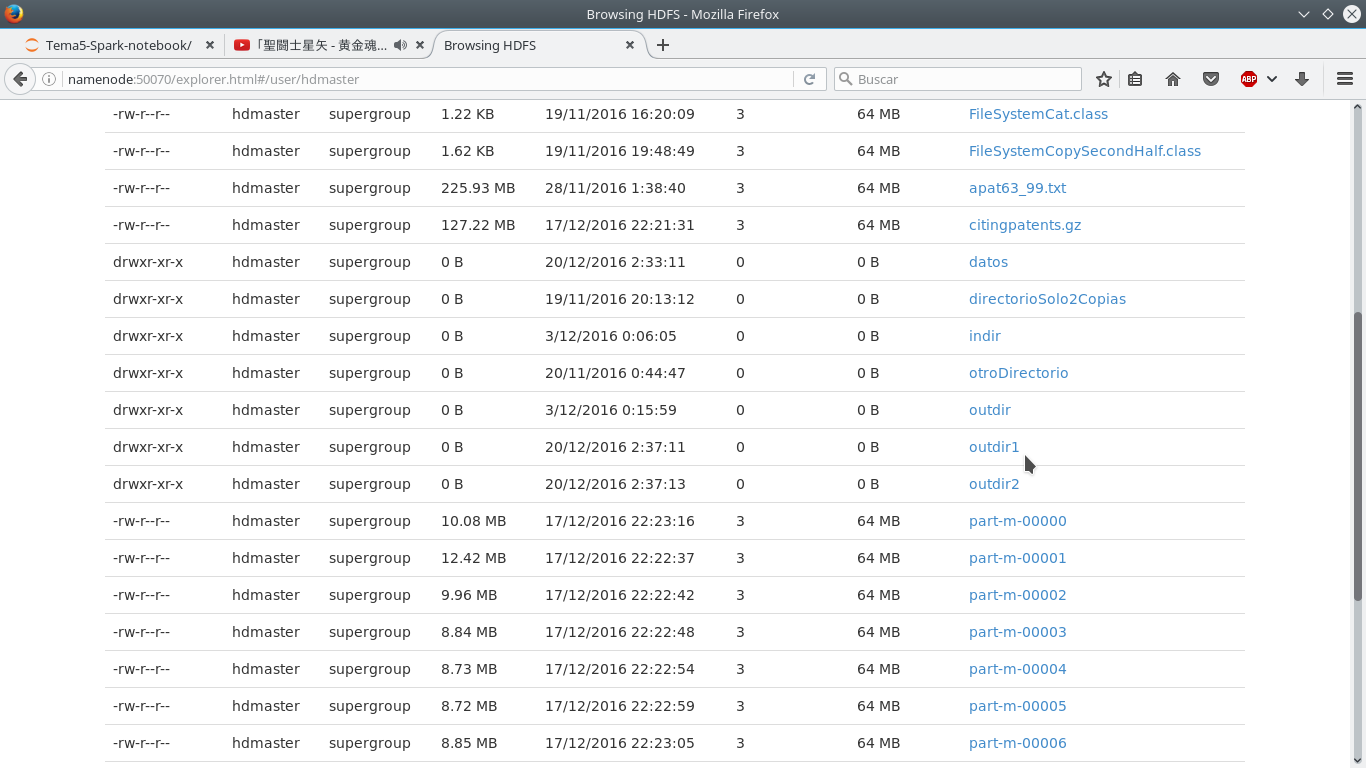 Browsing HDFS - Mozilla Firefox
Tema5-Spark-notebook/ 「聖闘士星矢 - 黄金魂... Browsing HDFS
namenode:50070/explorer.html#/user/hdmaster Buscar ABP
-rw-r--r-- hdmaster supergroup 1.22 KB 19/11/2016 16:20:09 3 64 MB FileSystemCat.class
-rw-r--r-- hdmaster supergroup 1.62 KB 19/11/2016 19:48:49 3 64 MB FileSystemCopySecondHalf.class
-rw-r--r-- hdmaster supergroup 225.93 MB 28/11/2016 1:38:40 3 64 MB apat63_99.txt
-rw-r--r-- hdmaster supergroup 127.22 MB 17/12/2016 22:21:31 3 64 MB citingpatents.gz
drwxr-xr-x hdmaster supergroup 0 B 20/12/2016 2:33:11 0 0 B datos
drwxr-xr-x hdmaster supergroup 0 B 19/11/2016 20:13:12 0 0 B directorioSolo2Copias
drwxr-xr-x hdmaster supergroup 0 B 3/12/2016 0:06:05 0 0 B indir
drwxr-xr-x hdmaster supergroup 0 B 20/11/2016 0:44:47 0 0 B otroDirectorio
drwxr-xr-x hdmaster supergroup 0 B 3/12/2016 0:15:59 0 0 B outdir
drwxr-xr-x hdmaster supergroup 0 B 20/12/2016 2:37:11 0 0 B outdir1
drwxr-xr-x hdmaster supergroup 0 B 20/12/2016 2:37:13 0 0 B outdir2
-rw-r--r-- hdmaster supergroup 10.08 MB 17/12/2016 22:23:16 3 64 MB part-m-00000
-rw-r--r-- hdmaster supergroup 12.42 MB 17/12/2016 22:22:37 3 64 MB part-m-00001
-rw-r--r-- hdmaster supergroup 9.96 MB 17/12/2016 22:22:42 3 64 MB part-m-00002
-rw-r--r-- hdmaster supergroup 8.84 MB 17/12/2016 22:22:48 3 64 MB part-m-00003
-rw-r--r-- hdmaster supergroup 8.73 MB 17/12/2016 22:22:54 3 64 MB part-m-00004
-rw-r--r-- hdmaster supergroup 8.72 MB 17/12/2016 22:22:59 3 64 MB part-m-00005
-rw-r--r-- hdmaster supergroup 8.85 MB 17/12/2016 22:23:05 3 64 MB part-m-00006